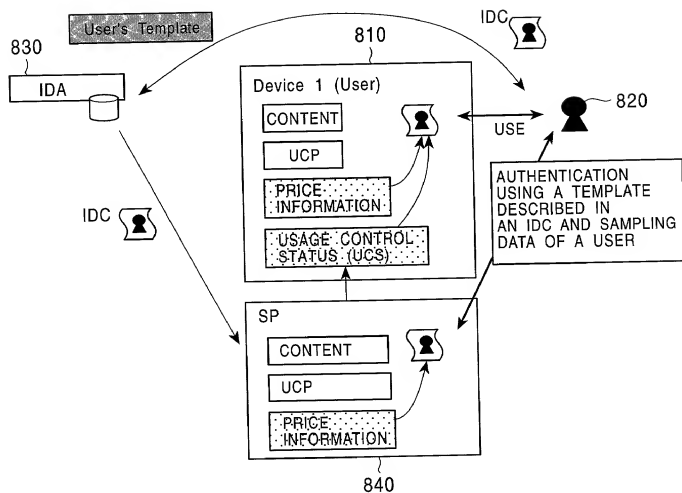 User's Template
IDC
830
810
IDA
Device 1 (User)
820
CONTENT
USE
UCP
AUTHENTICATION
USING A TEMPLATE
DESCRIBED IN
AN IDC AND SAMPLING
DATA OF A USER
PRICE
INFORMATION
IDC
USAGE CONTROL
STATUS (UCS)
SP
CONTENT
UCP
PRICE
INFORMATION
840